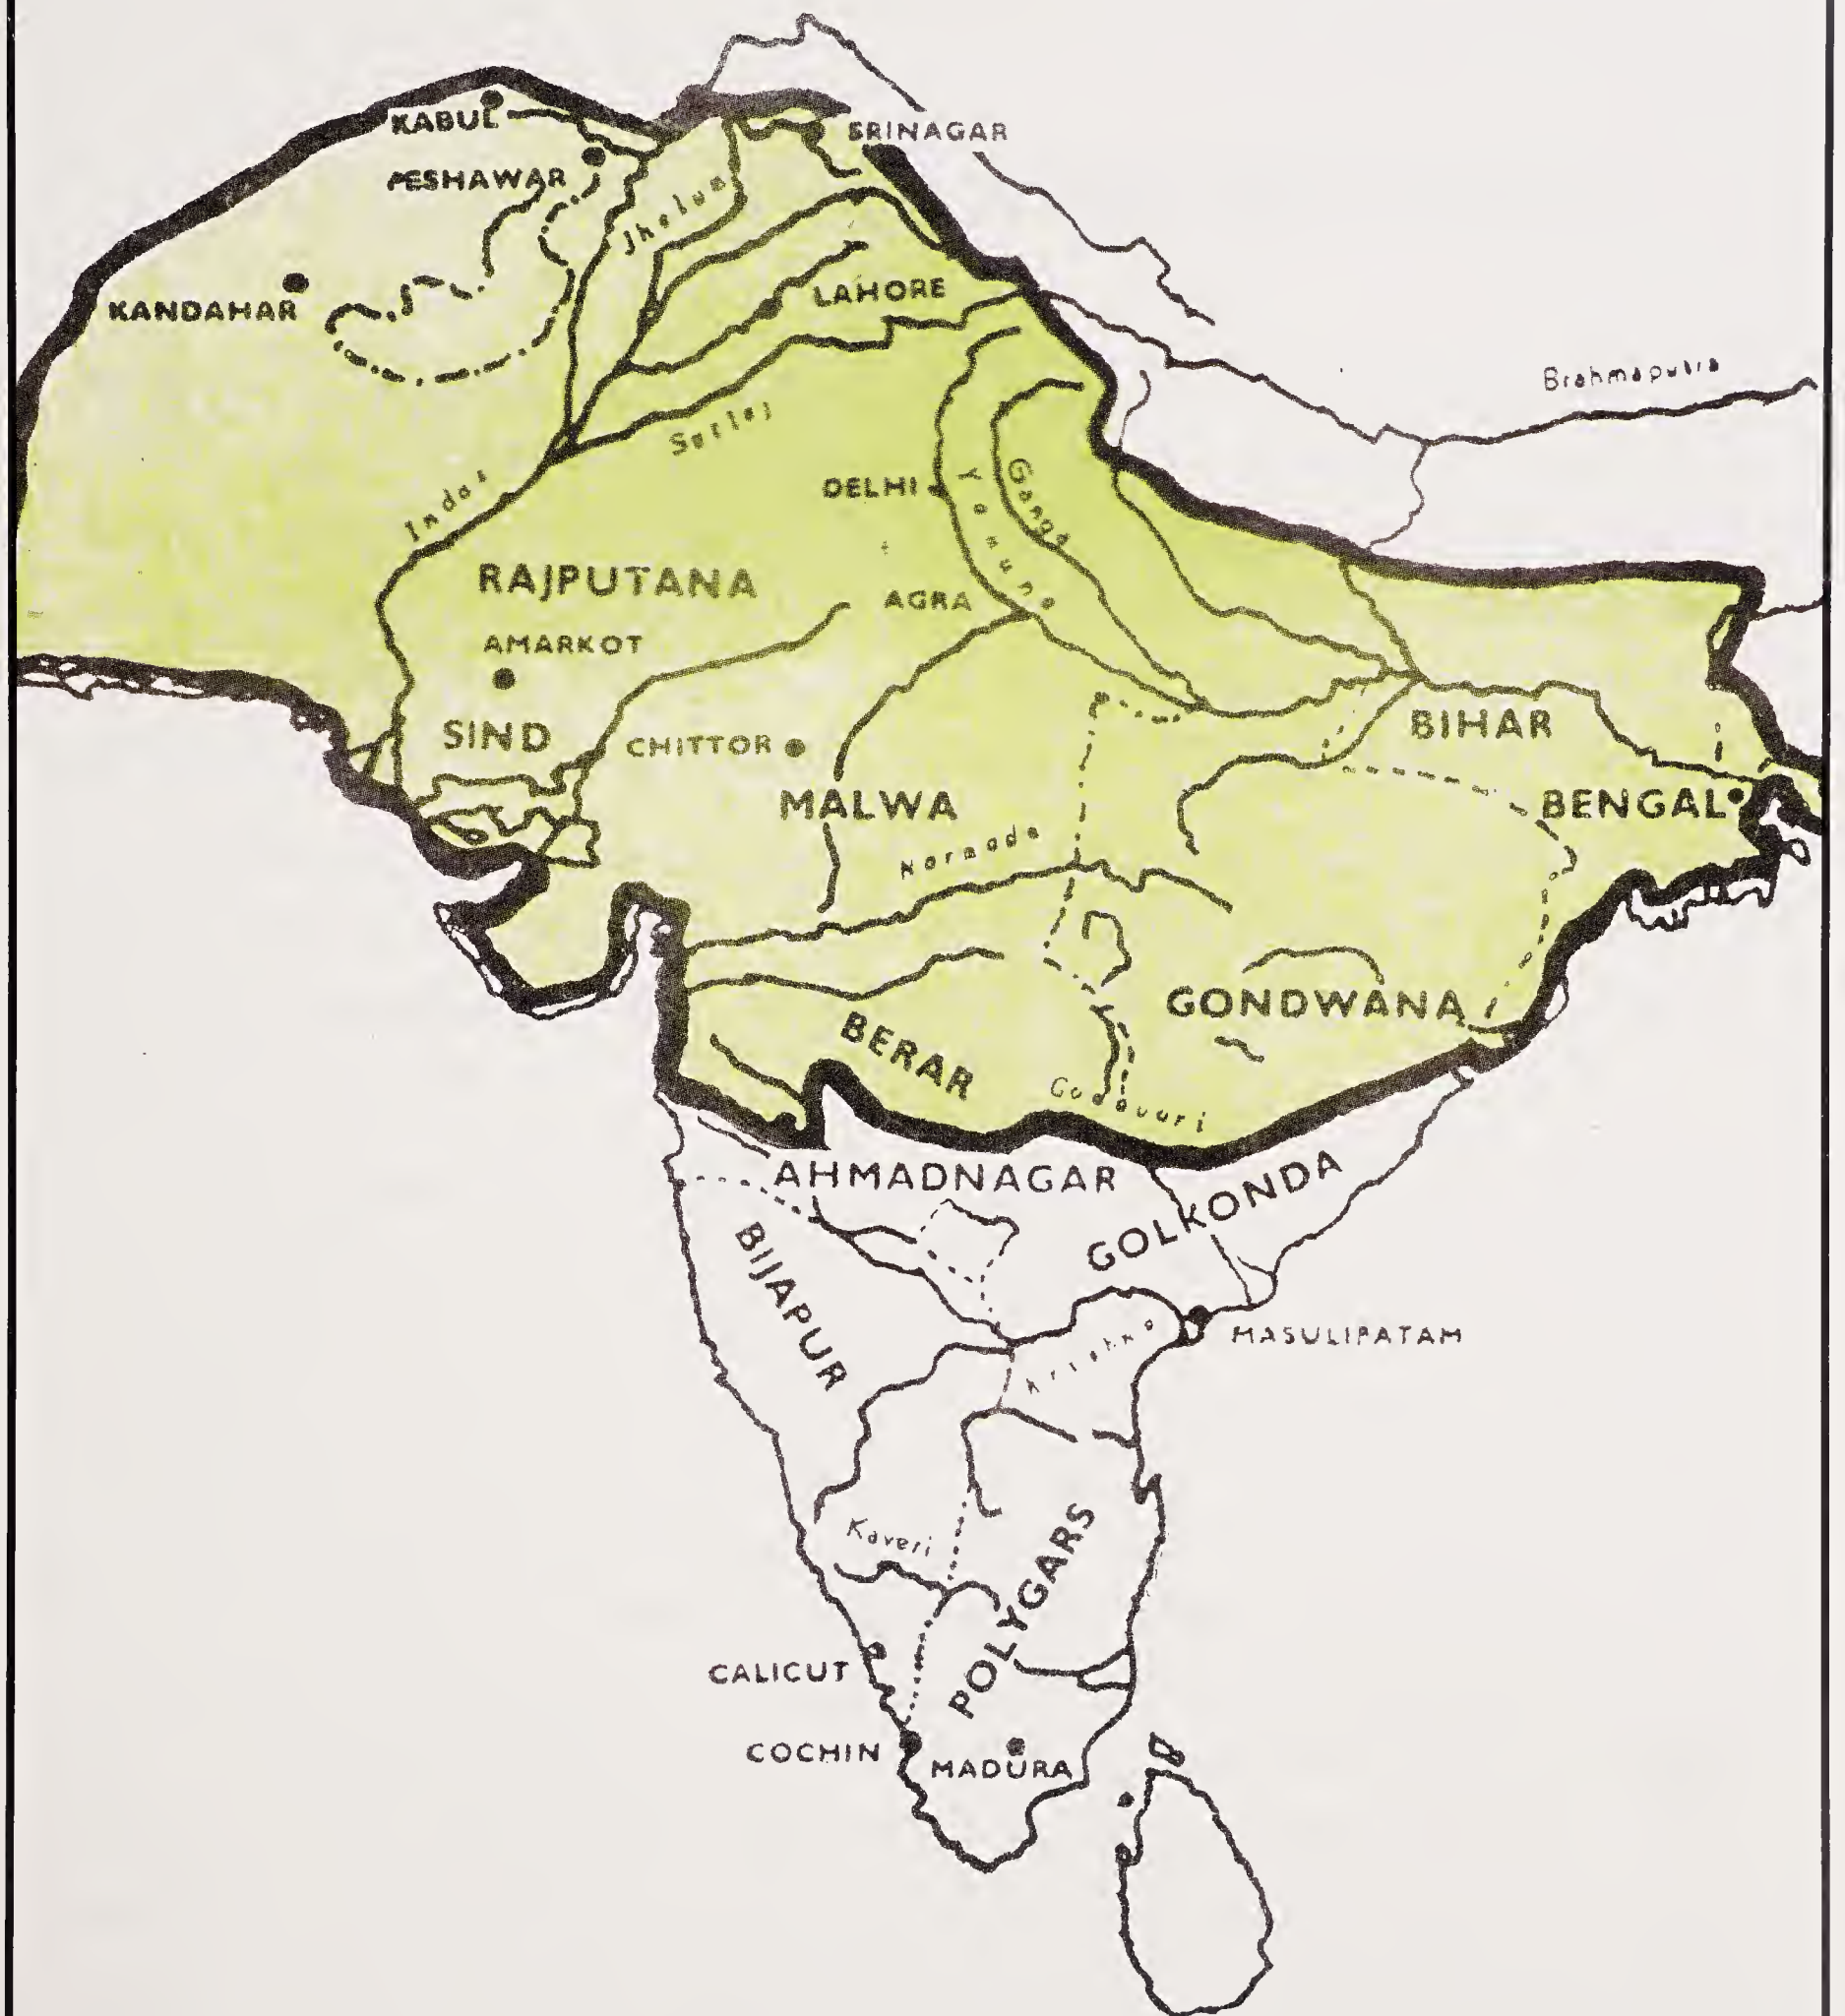 KABUL
SRINAGAR
PESHAWAR
Jhelum
LAHORE
KANDAHAR
Brahmaputra
Sutlej
Indus
DELHI
Yamuna
Ganga
RAJPUTANA
AGRA
AMARKOT
SIND
CHITTOR
BIHAR
MALWA
BENGAL
Narmada
GONDWANA
BERAR
Godavari
AHMADNAGAR
GOLKONDA
BIJAPUR
MASULIPATAM
Krishna
Kaveri
POLYGARS
CALICUT
COCHIN
MADURA